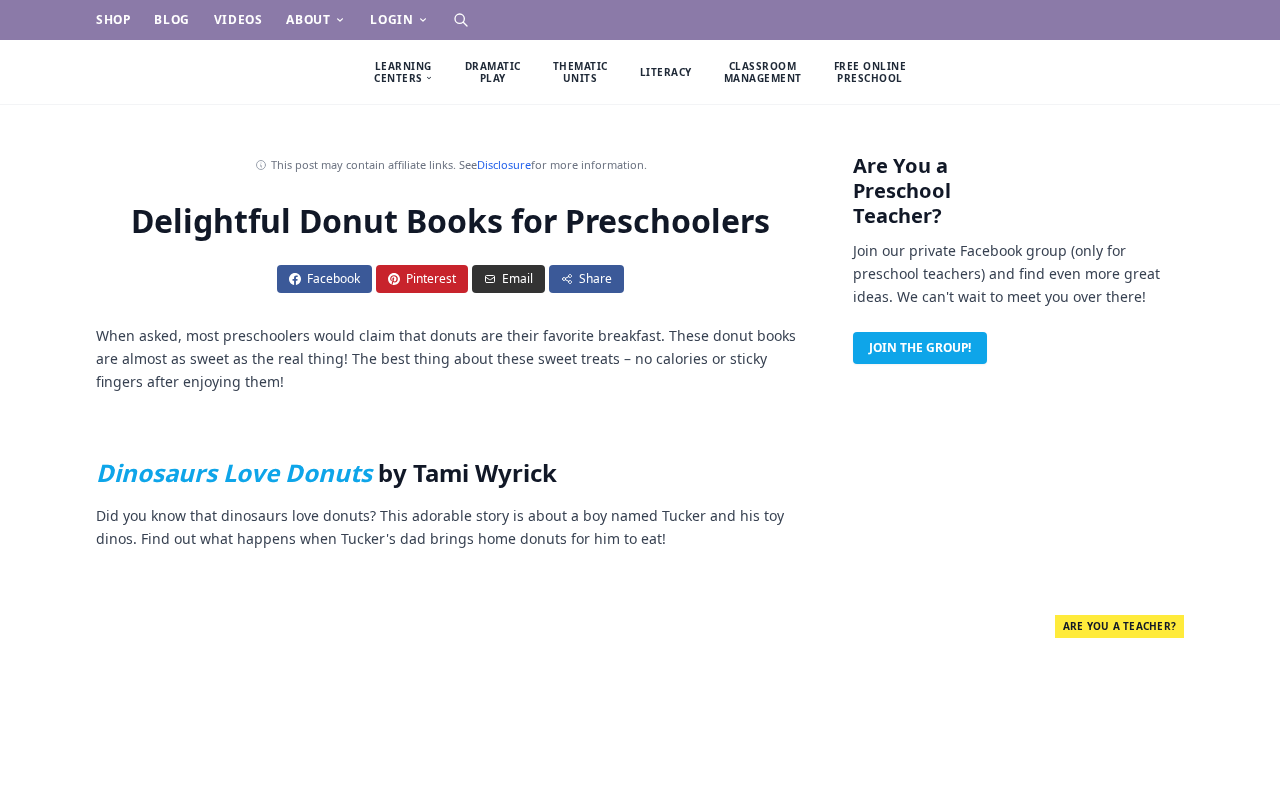 SHOP BLOG VIDEOS ABOUT LOGIN
LEARNING
CENTERS
DRAMATIC
PLAY
THEMATIC
UNITS
LITERACY
CLASSROOM
MANAGEMENT
FREE ONLINE
PRESCHOOL
This post may contain affiliate links. SeeDisclosurefor more information.
Delightful Donut Books for Preschoolers
Facebook Pinterest Email Share
When asked, most preschoolers would claim that donuts are their favorite breakfast. These donut books
are almost as sweet as the real thing! The best thing about these sweet treats – no calories or sticky
fingers after enjoying them!
Dinosaurs Love Donuts by Tami Wyrick
Did you know that dinosaurs love donuts? This adorable story is about a boy named Tucker and his toy
dinos. Find out what happens when Tucker's dad brings home donuts for him to eat!
Are You a
Preschool
Teacher?
Join our private Facebook group (only for
preschool teachers) and find even more great
ideas. We can't wait to meet you over there!
JOIN THE GROUP!
ARE YOU A TEACHER?